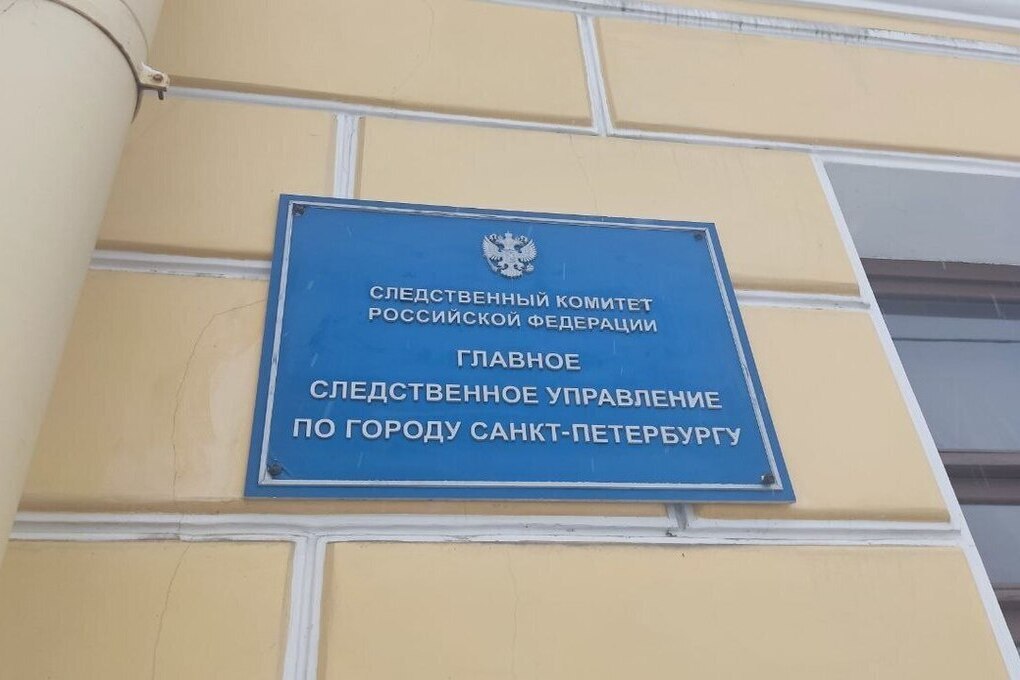 СЛЕДСТВЕННЫЙ КОМИТЕТ
РОССИЙСКОЙ ФЕДЕРАЦИИ
ГЛАВНОЕ
СЛЕДСТВЕННОЕ УПРАВЛЕНИЕ
ПО ГОРОДУ САНКТ-ПЕТЕРБУРГУ